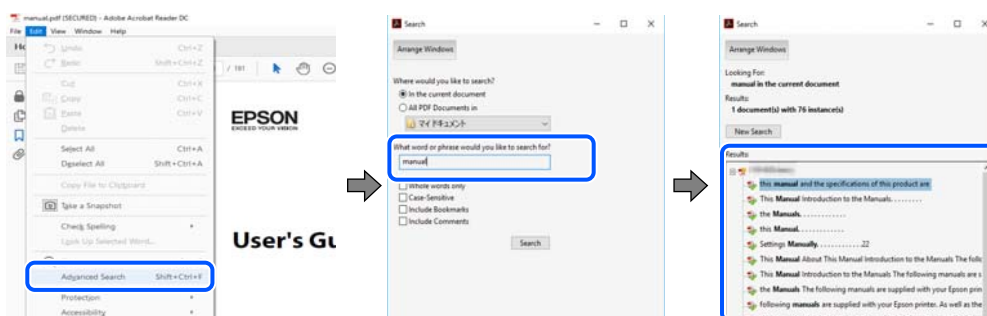 manual.pdf (SECURED) - Adobe Acrobat Reader DC
File Edit View Window Help
Undo Ctrl+Z
Redo Shift+Ctrl+Z
Cut Ctrl+X
Copy Ctrl+C
Paste Ctrl+V
Delete
Select All Ctrl+A
Deselect All Shift+Ctrl+A
Copy File to Clipboard
Take a Snapshot
Check Spelling
Look Up Selected Word...
Advanced Search Shift+Ctrl+F
Protection
Accessibility
/ 181
EPSON
EXCEED YOUR VISION
User's Gu
Search
Arrange Windows
Where would you like to search?
In the current document
All PDF Documents in
マイ ドキュメント
What word or phrase would you like to search for?
manual
Whole words only
Case-Sensitive
Include Bookmarks
Include Comments
Search
Search
Arrange Windows
Looking For:
manual in the current document
Results:
1 document(s) with 76 instance(s)
New Search
Results:
this manual and the specifications of this product are
This Manual Introduction to the Manuals. . . . . . . . .
the Manuals. . . . . . . . . . . .
this Manual. . . . . . . . . . . .
Settings Manually. . . . . . . . . . . .22
This Manual About This Manual Introduction to the Manuals The follo
This Manual Introduction to the Manuals The following manuals are s
the Manuals The following manuals are supplied with your Epson prin
following manuals are supplied with your Epson printer. As well as the